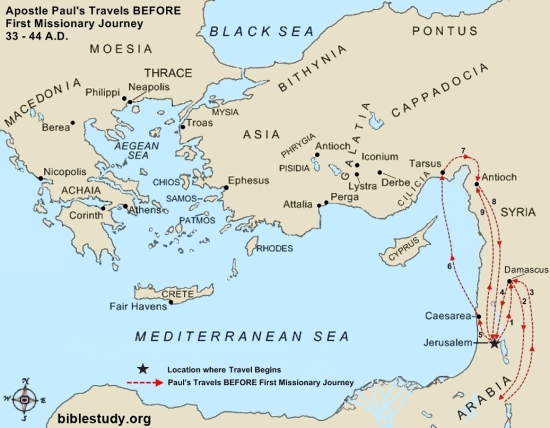 Apostle Paul's Travels BEFORE
First Missionary Journey
33 - 44 A.D.
BLACK SEA
PONTUS
MOESIA
THRACE
BITHYNIA
CAPPADOCIA
MACEDONIA
Philippi
Neapolis
MYSIA
Troas
Berea
ASIA
GALATIA
PHRYGIA
Antioch
PISIDIA
Iconium
Lystra
Derbe
Tarsus
7
AEGEAN
SEA
Nicopolis
ACHAIA
CHIOS
Ephesus
CILICIA
Antioch
SAMOS
Attalia
Perga
8
9
SYRIA
Corinth
Athens
PATMOS
RHODES
CYPRUS
6
Damascus
CRETE
Fair Havens
4
3
2
1
5
Caesarea
Jerusalem
MEDITERRANEAN SEA
Location where Travel Begins
Paul's Travels BEFORE First Missionary Journey
ARABIA
N
biblestudy.org